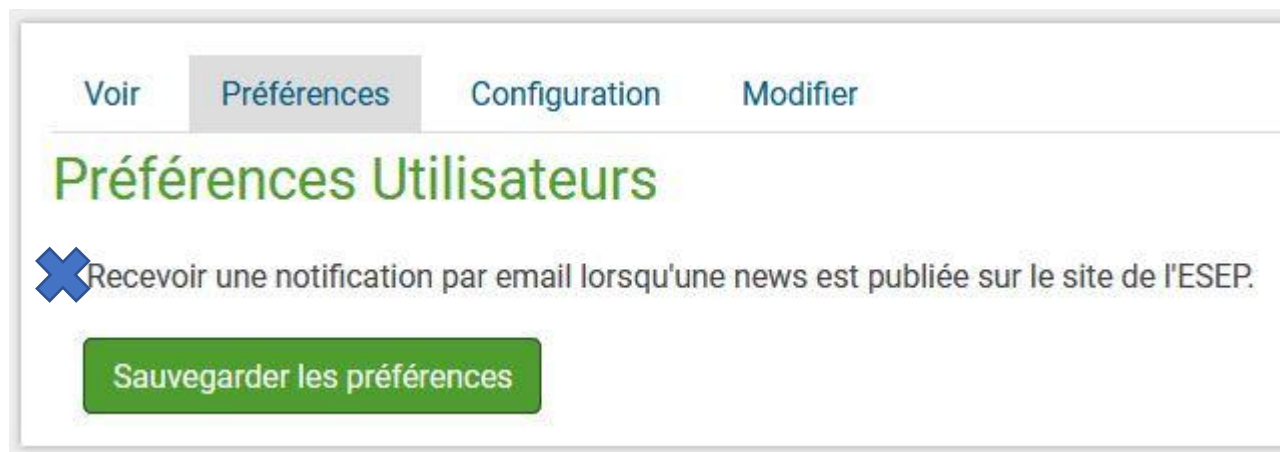 Voir Préférences Configuration Modifier
Préférences Utilisateurs
Recevoir une notification par email lorsqu'une news est publiée sur le site de l'ESEP.
Sauvegarder les préférences